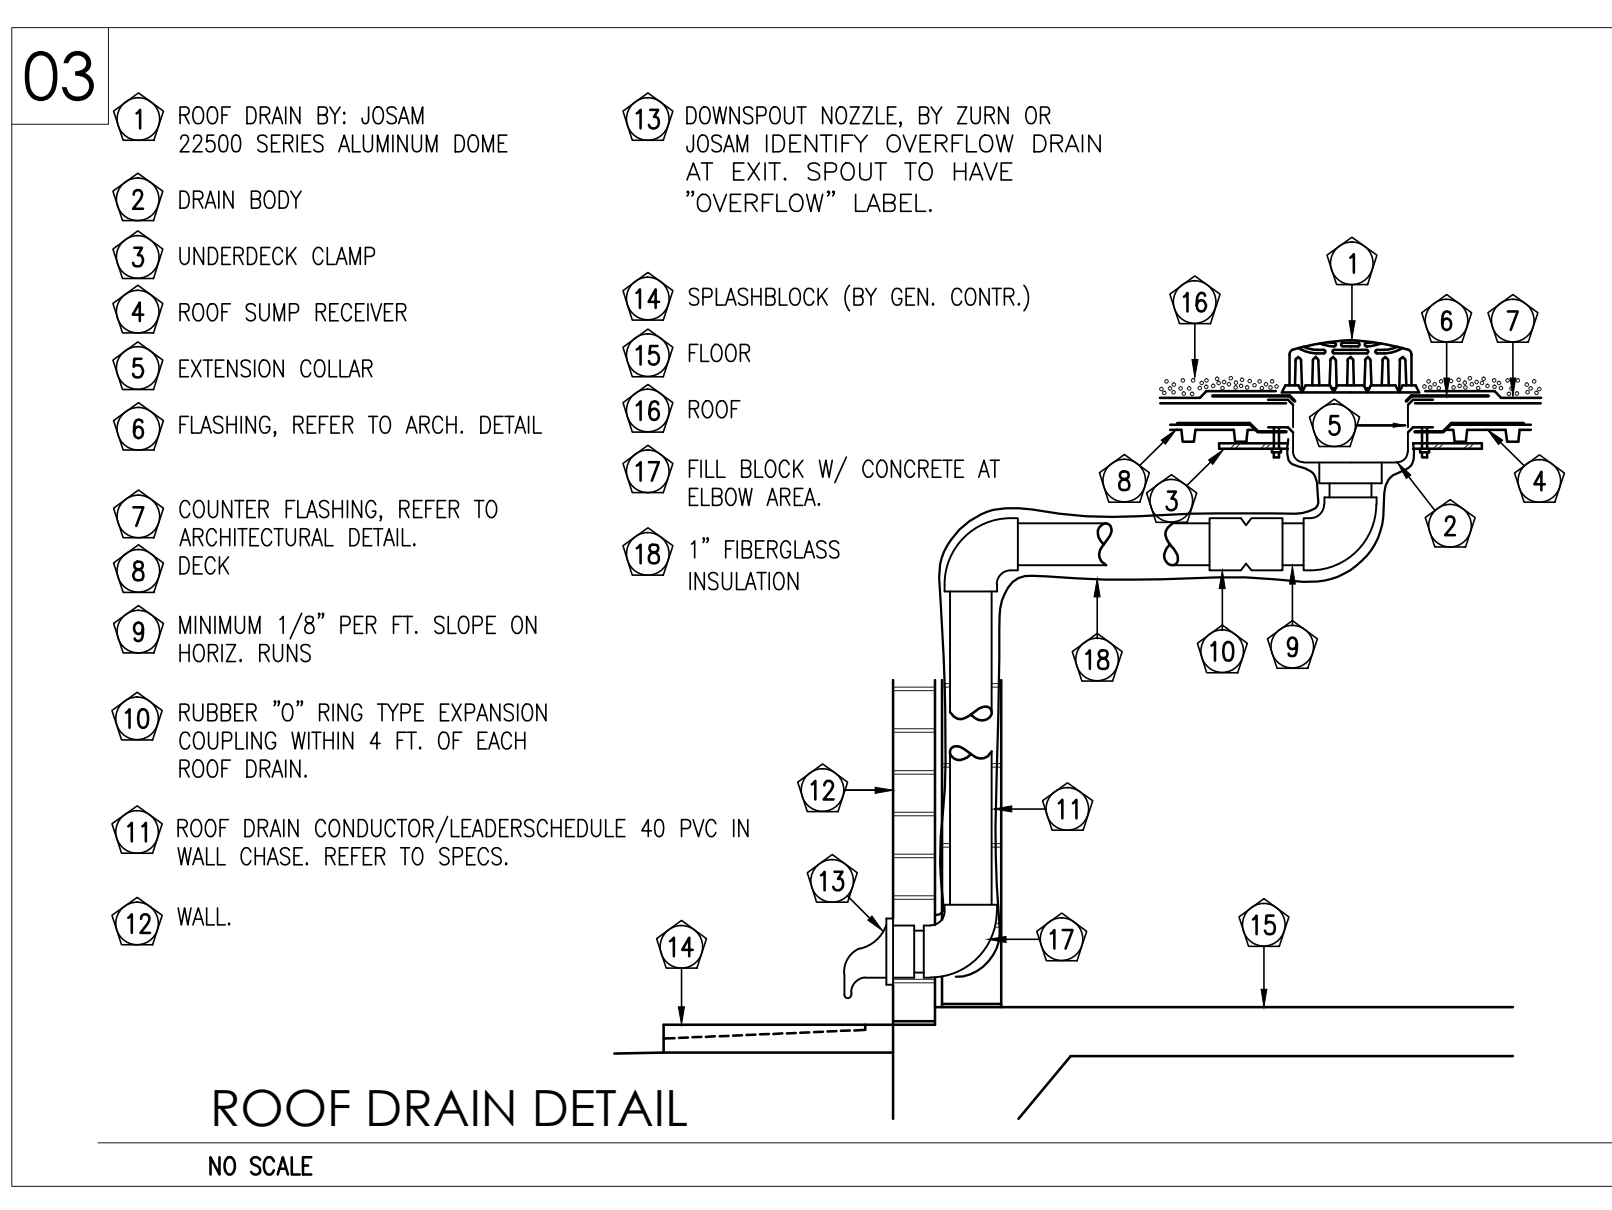 03
1 ROOF DRAIN BY: JOSAM
22500 SERIES ALUMINUM DOME
2 DRAIN BODY
3 UNDERDECK CLAMP
4 ROOF SUMP RECEIVER
5 EXTENSION COLLAR
6 FLASHING, REFER TO ARCH. DETAIL
7 COUNTER FLASHING, REFER TO
ARCHITECTURAL DETAIL.
8 DECK
9 MINIMUM 1/8" PER FT. SLOPE ON
HORIZ. RUNS
10 RUBBER "O" RING TYPE EXPANSION
COUPLING WITHIN 4 FT. OF EACH
ROOF DRAIN.
11 ROOF DRAIN CONDUCTOR/LEADERSCHEDULE 40 PVC IN
WALL CHASE. REFER TO SPECS.
12 WALL.
13 DOWNSPOUT NOZZLE, BY ZURN OR
JOSAM IDENTIFY OVERFLOW DRAIN
AT EXIT. SPOUT TO HAVE
"OVERFLOW" LABEL.
14 SPLASHBLOCK (BY GEN. CONTR.)
15 FLOOR
16 ROOF
17 FILL BLOCK W/ CONCRETE AT
ELBOW AREA.
18 1" FIBERGLASS
INSULATION
1
16
6
7
5
8
3
4
2
18
10
9
12
11
13
14
17
15
ROOF DRAIN DETAIL
NO SCALE